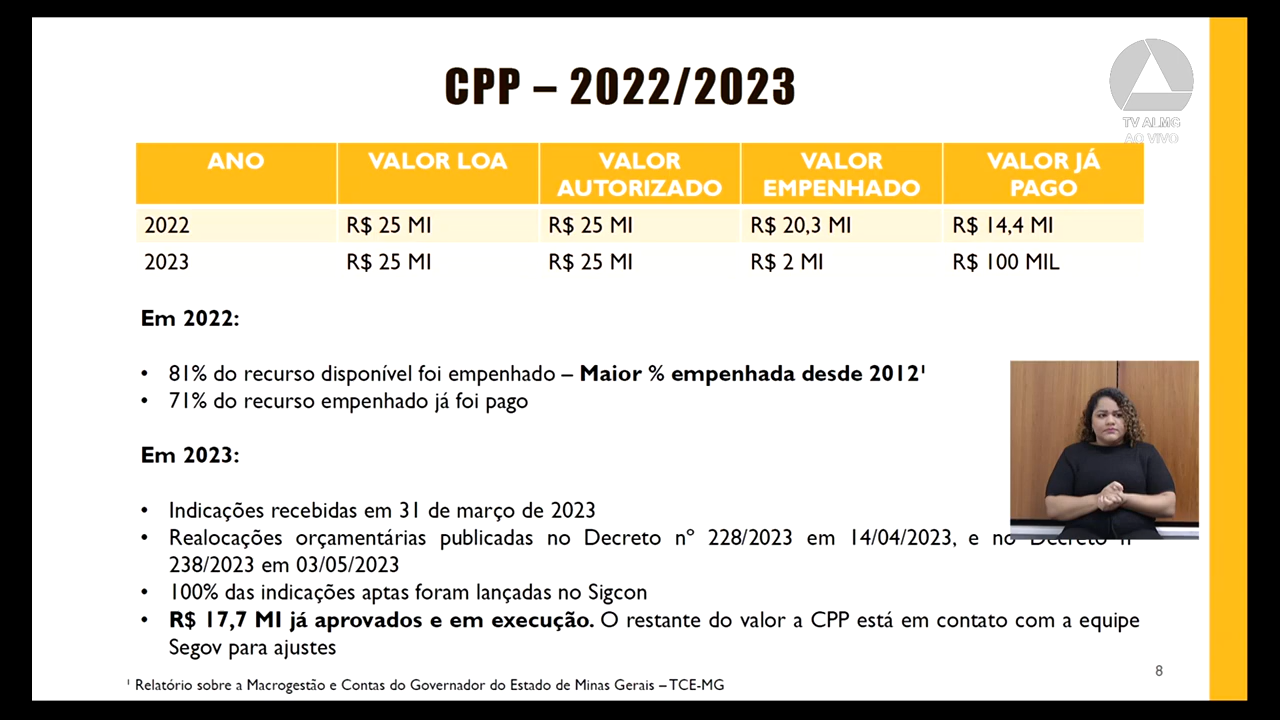 CPP – 2022/2023
TV ALMG
AO VIVO
ANO VALOR LOA VALOR AUTORIZADO VALOR EMPENHADO VALOR JÁ PAGO
2022 R$ 25 MI R$ 25 MI R$ 20,3 MI R$ 14,4 MI
2023 R$ 25 MI R$ 25 MI R$ 2 MI R$ 100 MIL
Em 2022:
• 81% do recurso disponível foi empenhado – Maior % empenhada desde 2012¹
• 71% do recurso empenhado já foi pago
Em 2023:
• Indicações recebidas em 31 de março de 2023
• Realocações orçamentárias publicadas no Decreto nº 228/2023 em 14/04/2023, e no Decreto
238/2023 em 03/05/2023
• 100% das indicações aptas foram lançadas no Sigcon
• R$ 17,7 MI já aprovados e em execução. O restante do valor a CPP está em contato com a equipe
Segov para ajustes
¹ Relatório sobre a Macrogestão e Contas do Governador do Estado de Minas Gerais – TCE-MG
8